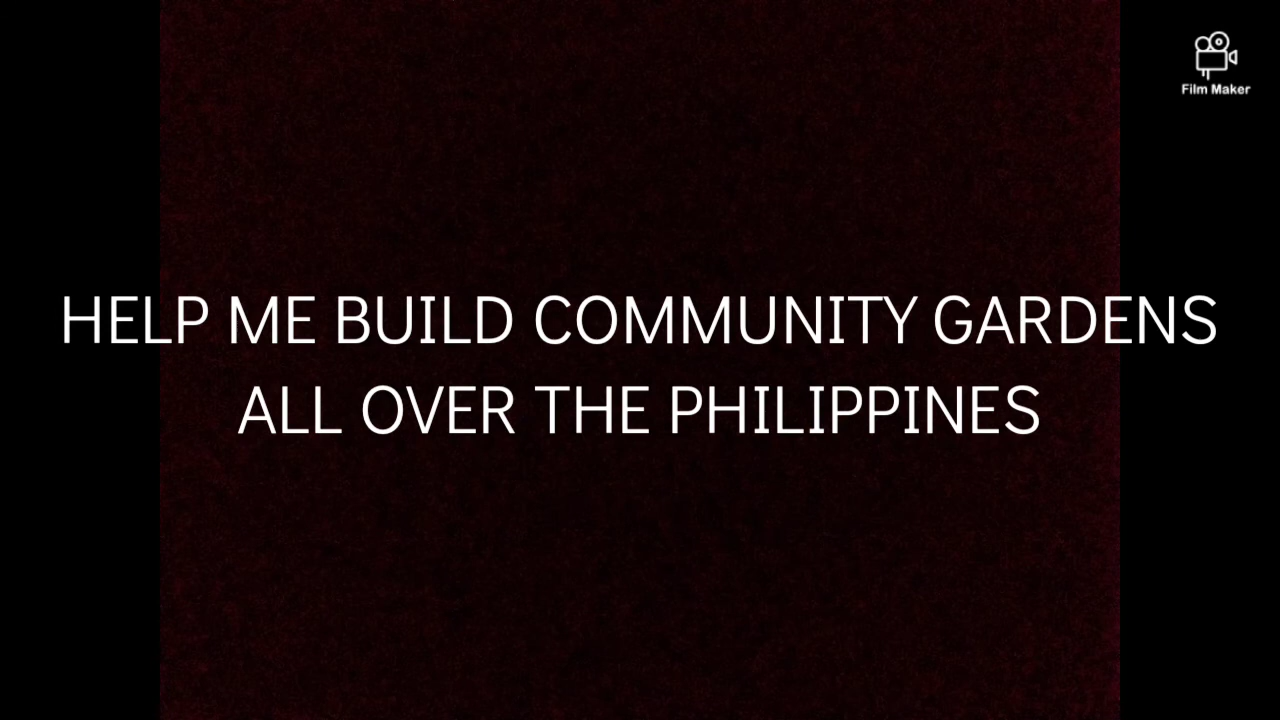 Film Maker
HELP ME BUILD COMMUNITY GARDENS
ALL OVER THE PHILIPPINES